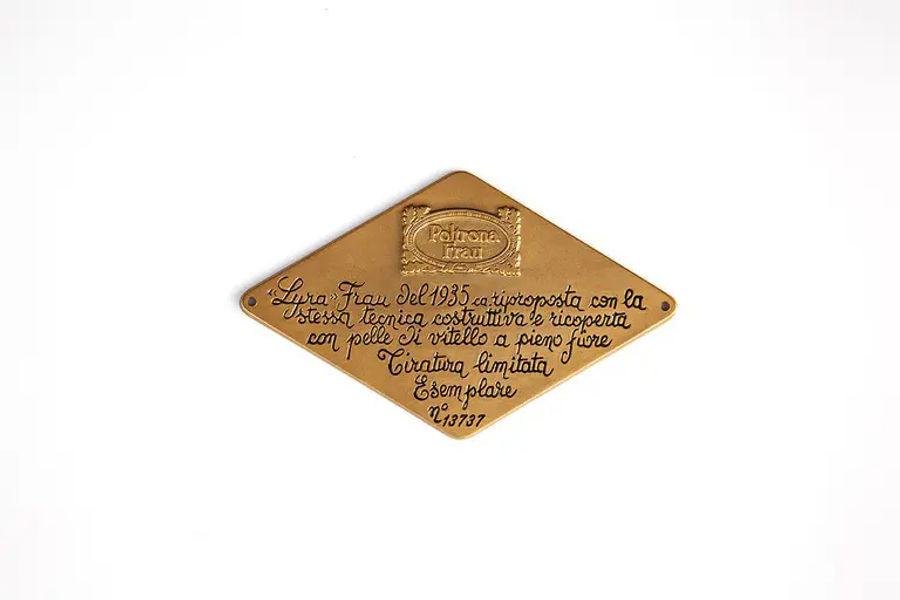 Poltrona
Frau
"Lyra" Frau del 1935 ca riproposta con la
stessa tecnica costruttiva e ricoperta
con pelle di vitello a pieno fiore
Tiratura limitata
Esemplare
n° 13737